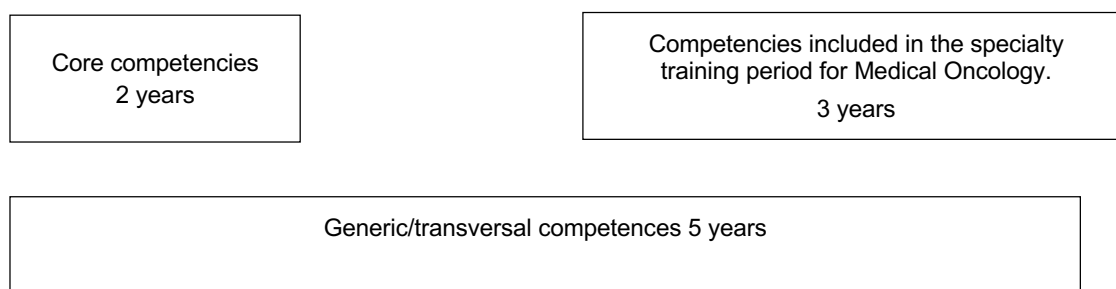 Core competencies
2 years
Competencies included in the specialty
training period for Medical Oncology.
3 years
Generic/transversal competences 5 years